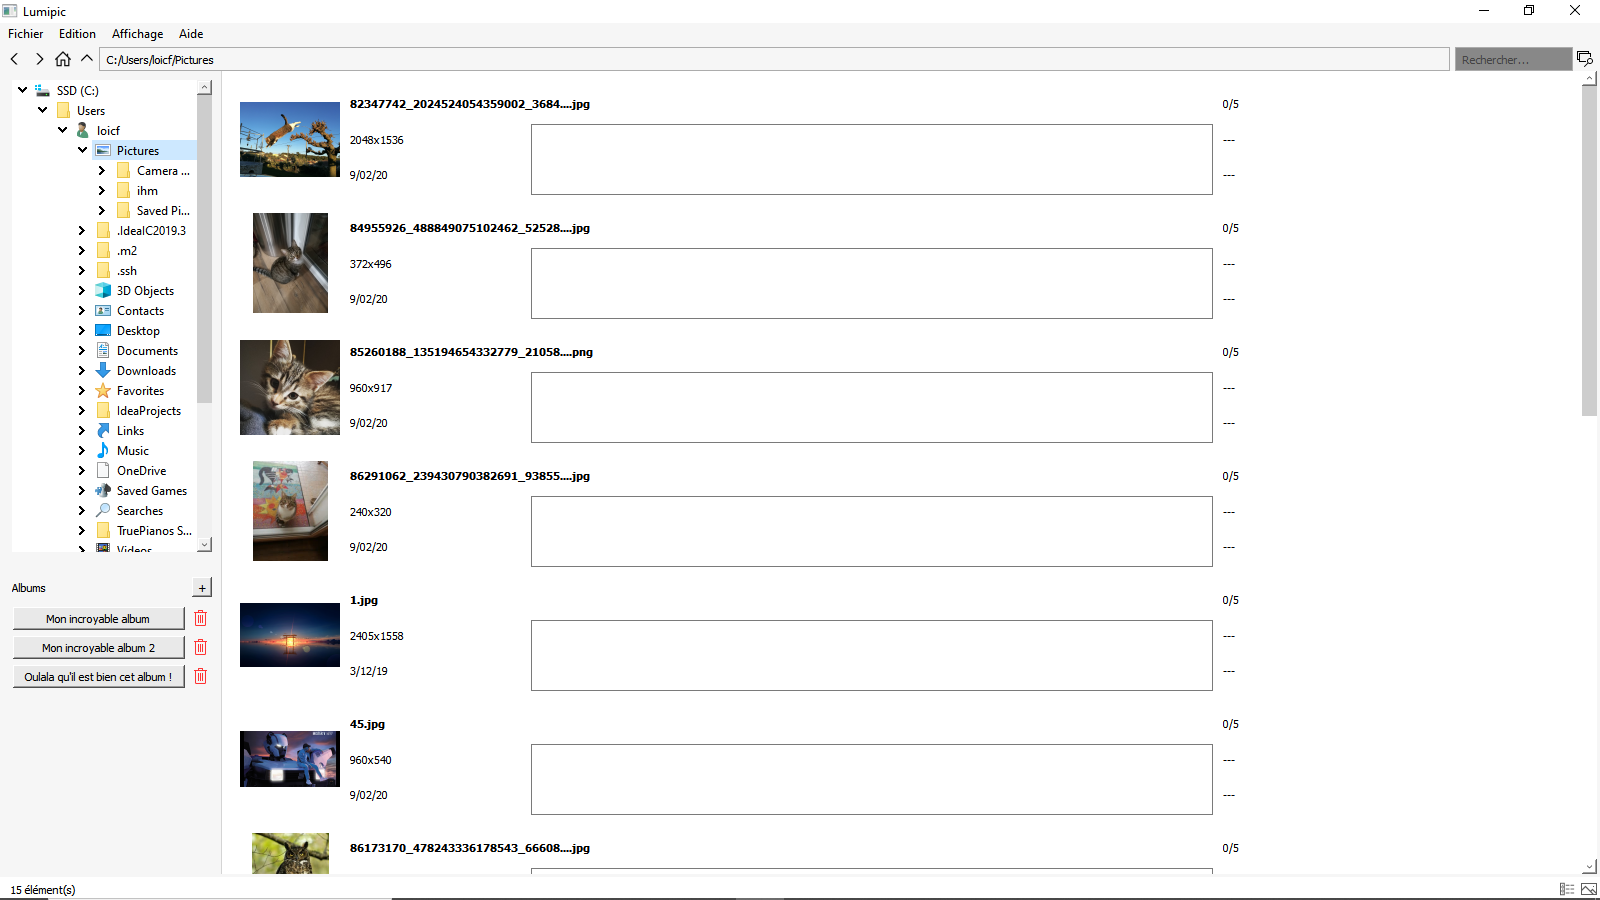 Lumipic
Fichier Edition Affichage Aide
C:/Users/loicf/Pictures
Rechercher...
SSD (C:)
Users
loicf
Pictures
Camera ...
ihm
Saved Pi...
.IdeaIC2019.3
.m2
.ssh
3D Objects
Contacts
Desktop
Documents
Downloads
Favorites
IdeaProjects
Links
Music
OneDrive
Saved Games
Searches
TruePianos S...
Videos
Albums +
Mon incroyable album
Mon incroyable album 2
Oulala qu'il est bien cet album !
82347742_2024524054359002_3684....jpg 0/5
2048x1536 ---
9/02/20 ---
84955926_488849075102462_52528....jpg 0/5
372x496 ---
9/02/20 ---
85260188_135194654332779_21058....png 0/5
960x917 ---
9/02/20 ---
86291062_239430790382691_93855....jpg 0/5
240x320 ---
9/02/20 ---
1.jpg 0/5
2405x1558 ---
3/12/19 ---
45.jpg 0/5
960x540 ---
9/02/20 ---
86173170_478243336178543_66608....jpg 0/5
15 élément(s)